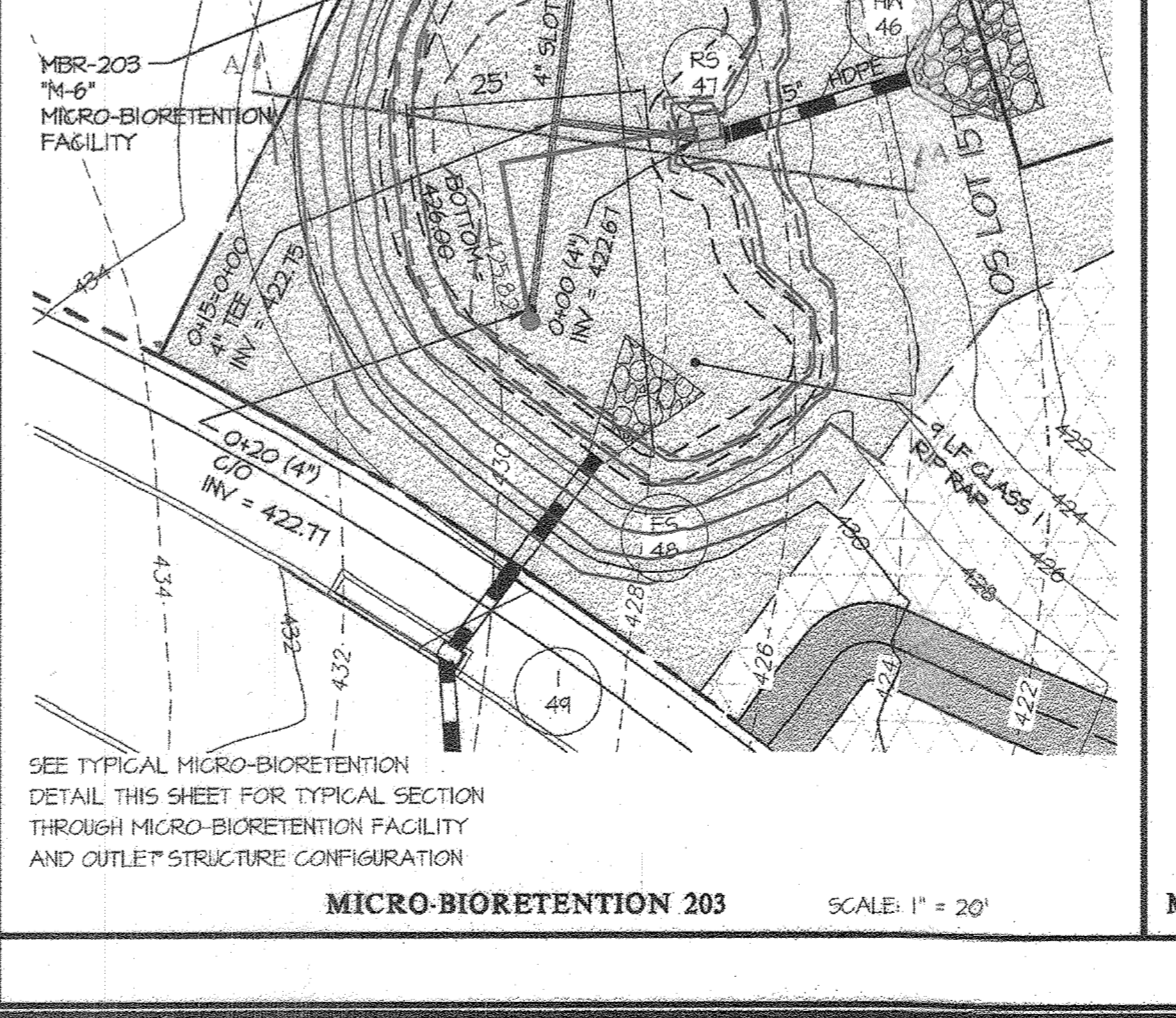 HW
46
4" SLOT
RS
47
MBR-203
"M-6"
MICRO-BIORETENTION
FACILITY
A
25'
5" HDPE
A
OS LOT 51
BOTTOM =
426.00
425.82
0+00 (4")
INV = 422.67
434
0+15=0+00
4" TEE
INV = 422.75
0+20 (4")
C/O
INV = 422.77
430
9 LF CLASS 1
RIP RAP
422
424
426
428
430
ES
48
428
434
432
432
426
424
422
I
49
SEE TYPICAL MICRO-BIORETENTION
DETAIL THIS SHEET FOR TYPICAL SECTION
THROUGH MICRO-BIORETENTION FACILITY
AND OUTLET STRUCTURE CONFIGURATION
MICRO-BIORETENTION 203
SCALE: 1" = 20'